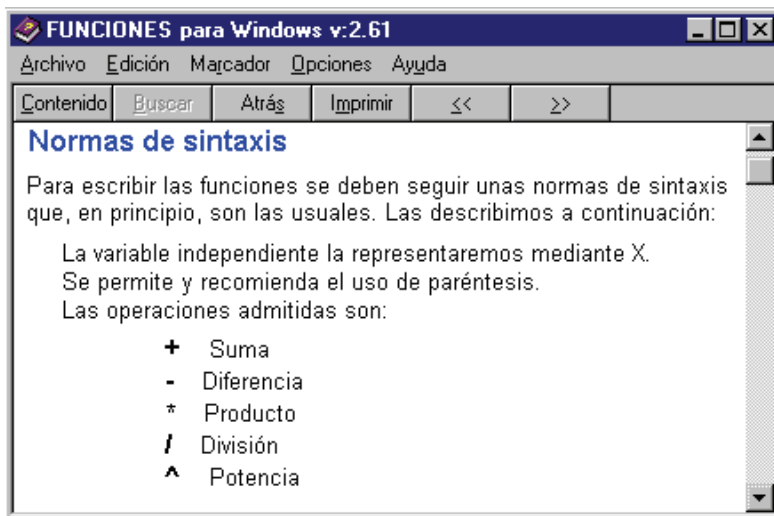 FUNCIONES para Windows v:2.61
Archivo Edición Marcador Opciones Ayuda
Contenido Buscar Atrás Imprimir << >>
Normas de sintaxis
Para escribir las funciones se deben seguir unas normas de sintaxis
que, en principio, son las usuales. Las describimos a continuación:
La variable independiente la representaremos mediante X.
Se permite y recomienda el uso de paréntesis.
Las operaciones admitidas son:
+ Suma
- Diferencia
* Producto
/ División
^ Potencia